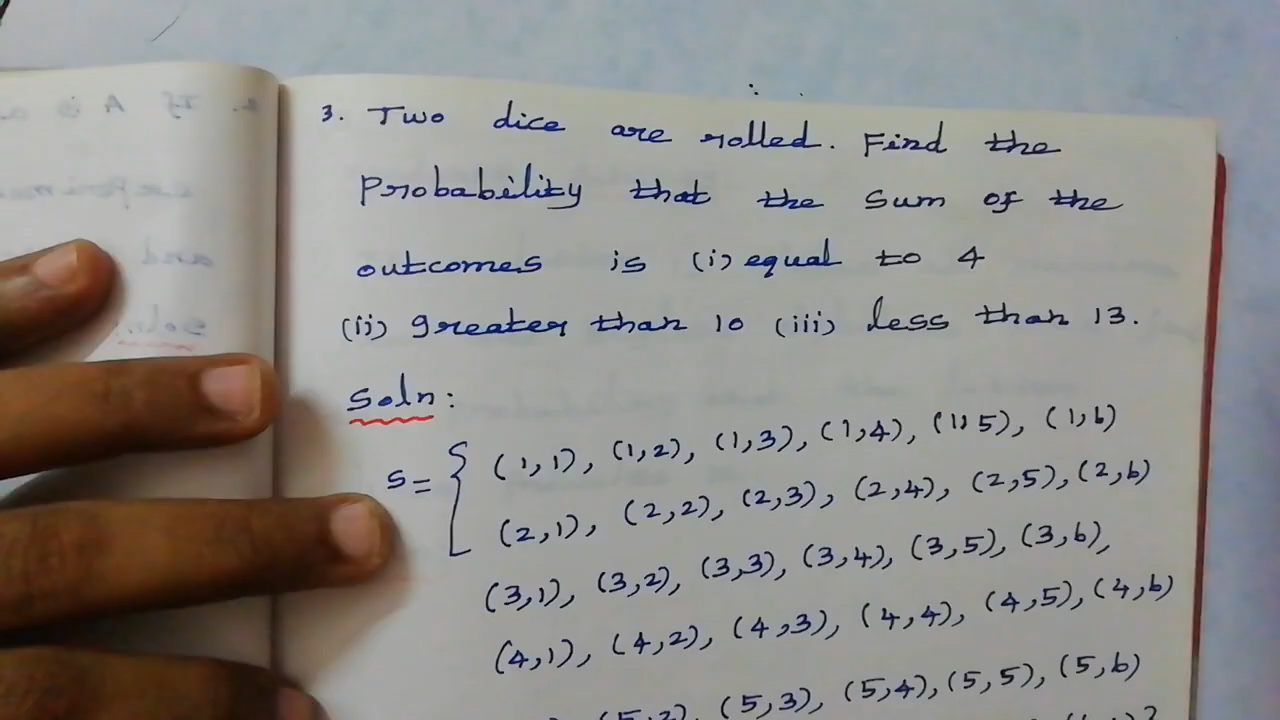 3. Two dice are rolled. Find the
Probability that the Sum of the
outcomes is (i) equal to 4
(ii) greater than 10 (iii) less than 13.
Soln:
S = { (1,1), (1,2), (1,3), (1,4), (1,5), (1,6)
(2,1), (2,2), (2,3), (2,4), (2,5), (2,6)
(3,1), (3,2), (3,3), (3,4), (3,5), (3,6),
(4,1), (4,2), (4,3), (4,4), (4,5), (4,6)
(5,2), (5,3), (5,4), (5,5), (5,6)